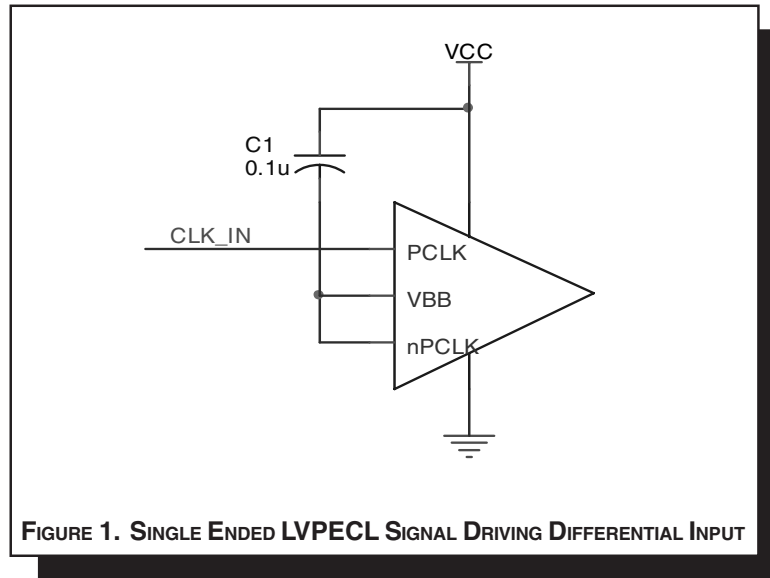 VCC
C1
0.1u
CLK_IN
PCLK
VBB
nPCLK
FIGURE 1. SINGLE ENDED LVPECL SIGNAL DRIVING DIFFERENTIAL INPUT